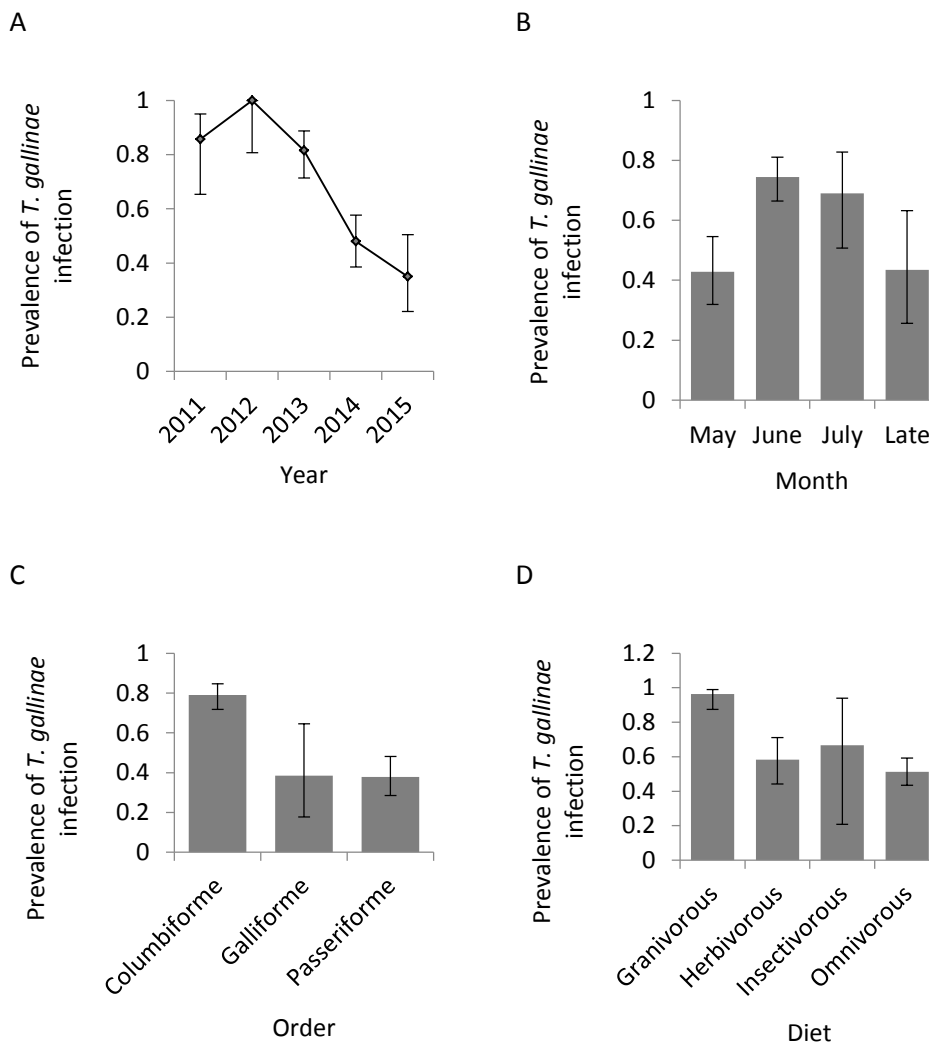 A
Prevalence of T. gallinae
infection
1
0.8
0.6
0.4
0.2
0
2011
2012
2013
2014
2015
Year
B
Prevalence of T. gallinae
infection
1
0.8
0.6
0.4
0.2
0
May June July Late
Month
C
Prevalence of T. gallinae
infection
1
0.8
0.6
0.4
0.2
0
Columbiforme
Galliforme
Passeriforme
Order
D
Prevalence of T. gallinae
infection
1.2
1
0.8
0.6
0.4
0.2
0
Granivorous
Herbivorous
Insectivorous
Omnivorous
Diet